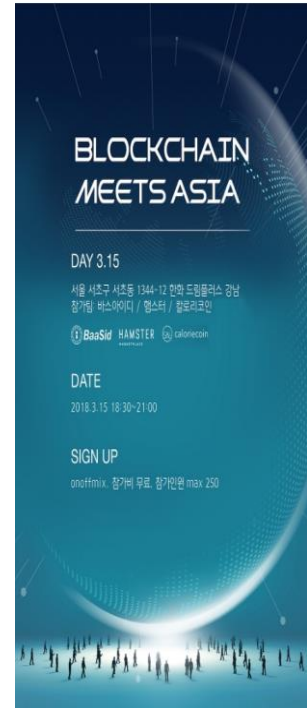 BLOCKCHAIN
MEETS ASIA
DAY 3.15
서울 서초구 서초동 1344-12 한화 드림플러스 강남
참가팀: 바스아이디 / 햄스터 / 칼로리코인
BaaSid HAMSTER caloriecoin
DATE
2018.3.15 18:30~21:00
SIGN UP
onoffmix. 참가비 무료, 참가인원 max 250